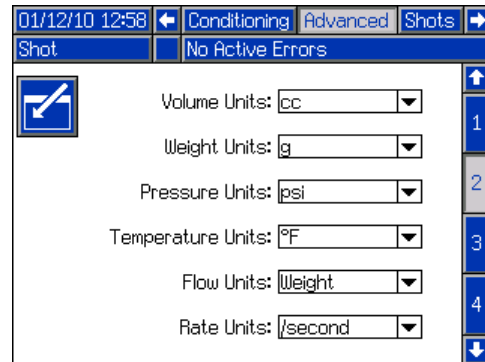 01/12/10 12:58 Conditioning Advanced Shots
Shot No Active Errors
Volume Units: cc
1
Weight Units: g
Pressure Units: psi
2
Temperature Units: °F
3
Flow Units: Weight
4
Rate Units: /second